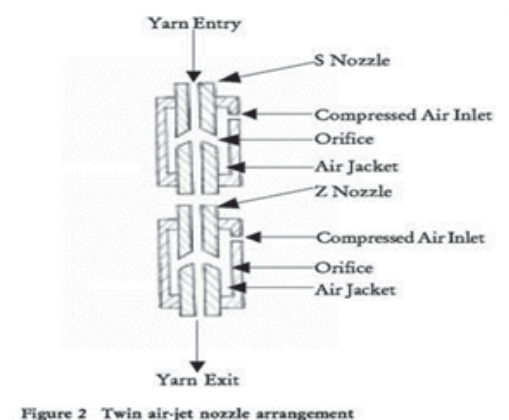 Yarn Entry
S Nozzle
Compressed Air Inlet
Orifice
Air Jacket
Z Nozzle
Compressed Air Inlet
Orifice
Air Jacket
Yarn Exit
Figure 2 Twin air-jet nozzle arrangement